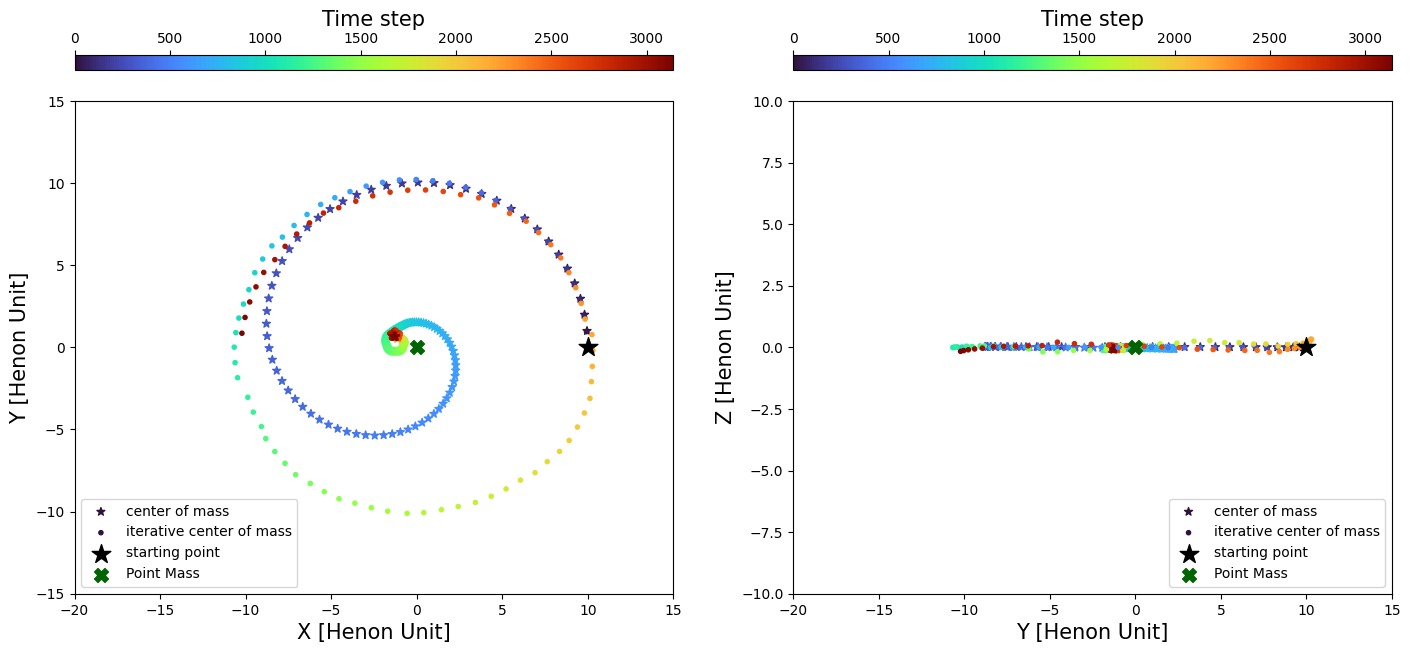 Time step
0 500 1000 1500 2000 2500 3000
15
10
5
0
−5
−10
−15
Y [Henon Unit]
center of mass
iterative center of mass
starting point
Point Mass
−20 −15 −10 −5 0 5 10 15
X [Henon Unit]
Time step
0 500 1000 1500 2000 2500 3000
10.0
7.5
5.0
2.5
0.0
−2.5
−5.0
−7.5
−10.0
Z [Henon Unit]
center of mass
iterative center of mass
starting point
Point Mass
−20 −15 −10 −5 0 5 10 15
Y [Henon Unit]